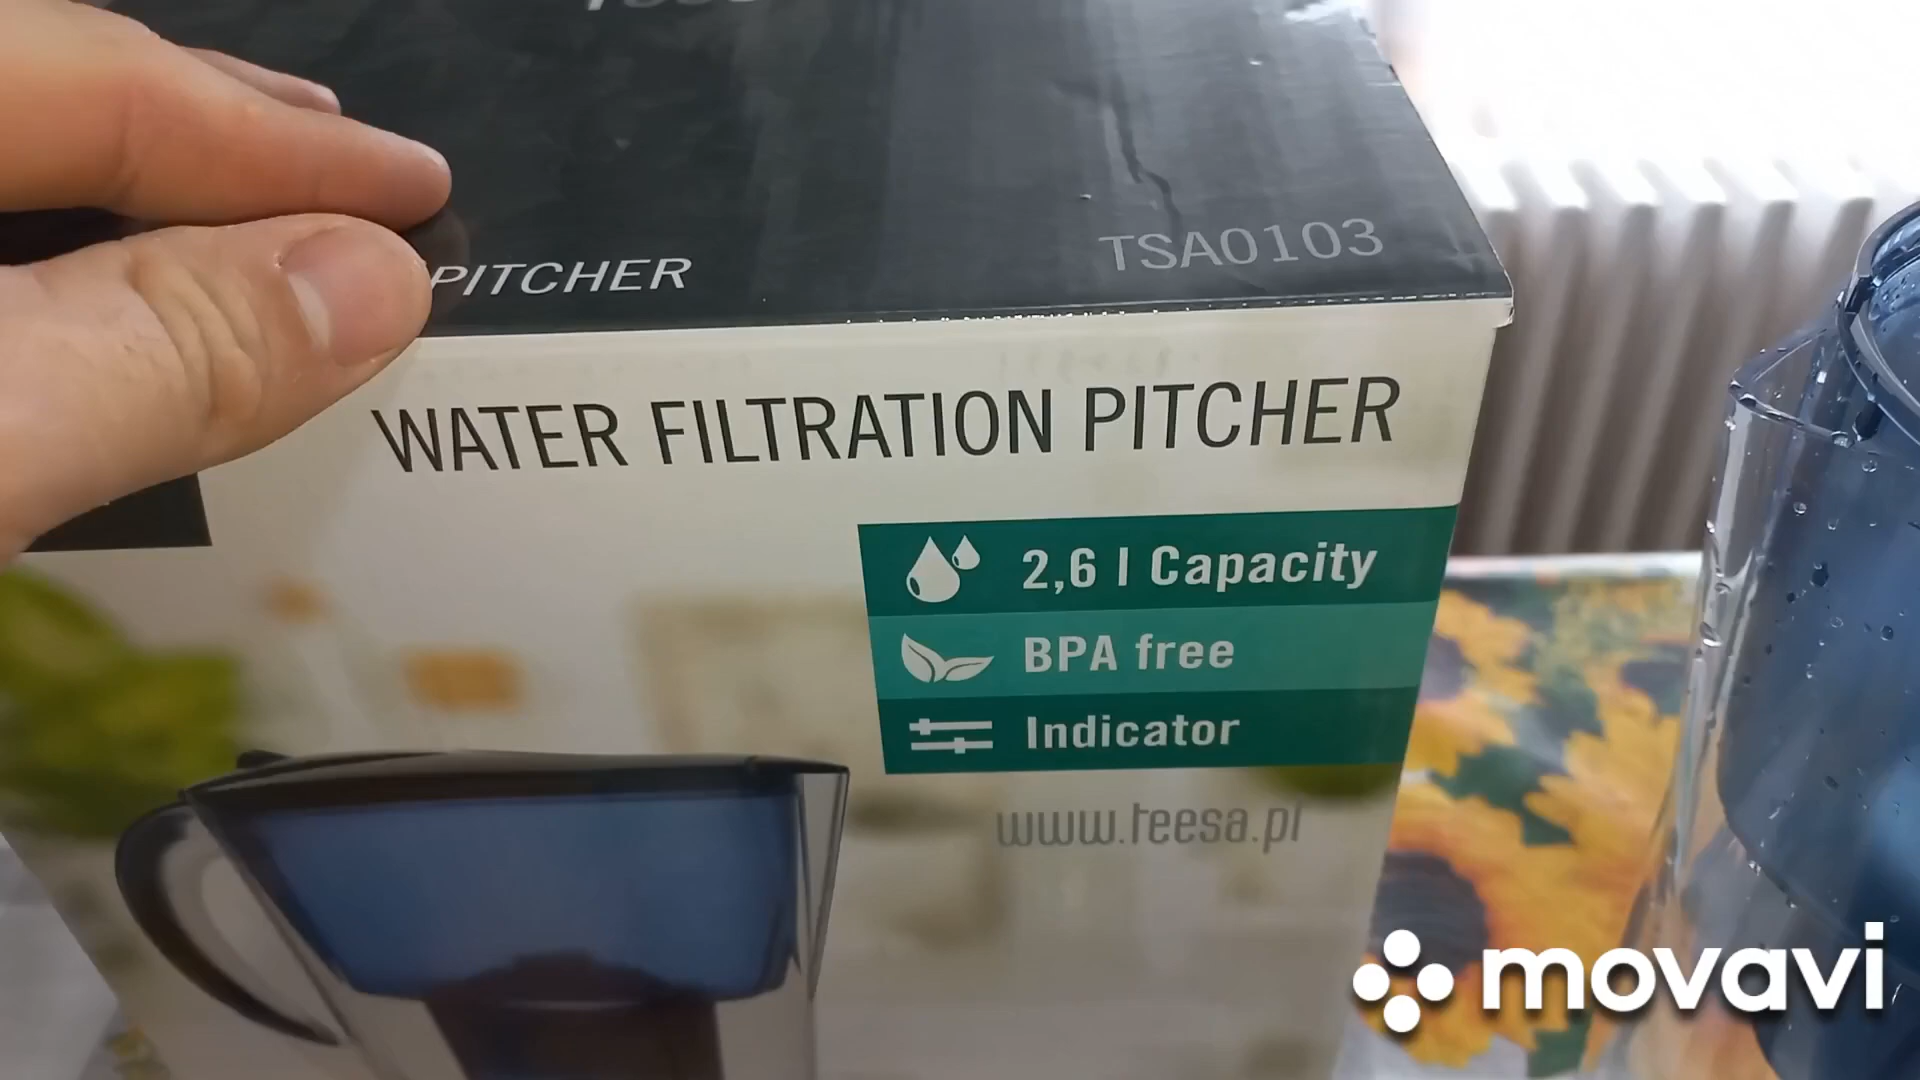 PITCHER
TSA0103
WATER FILTRATION PITCHER
2,6 l Capacity
BPA free
Indicator
www.teesa.pl
movavi